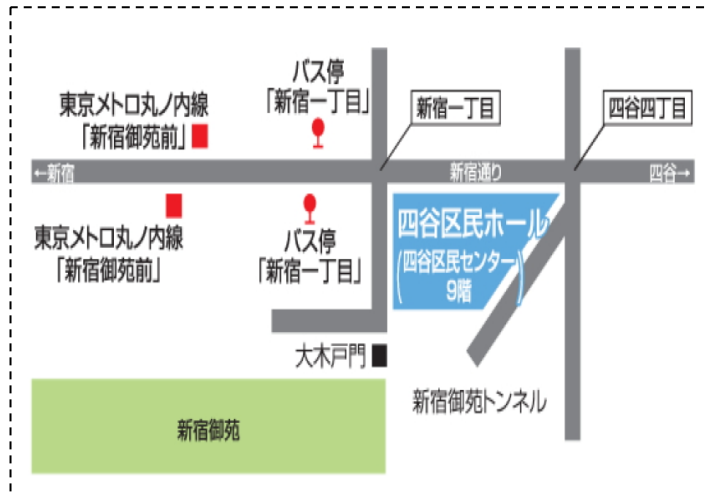 バス停
「新宿一丁目」
東京メトロ丸ノ内線
「新宿御苑前」
新宿一丁目
四谷四丁目
←新宿
新宿通り
四谷→
東京メトロ丸ノ内線
「新宿御苑前」
バス停
「新宿一丁目」
四谷区民ホール
(四谷区民センター)
9階
大木戸門
新宿御苑トンネル
新宿御苑